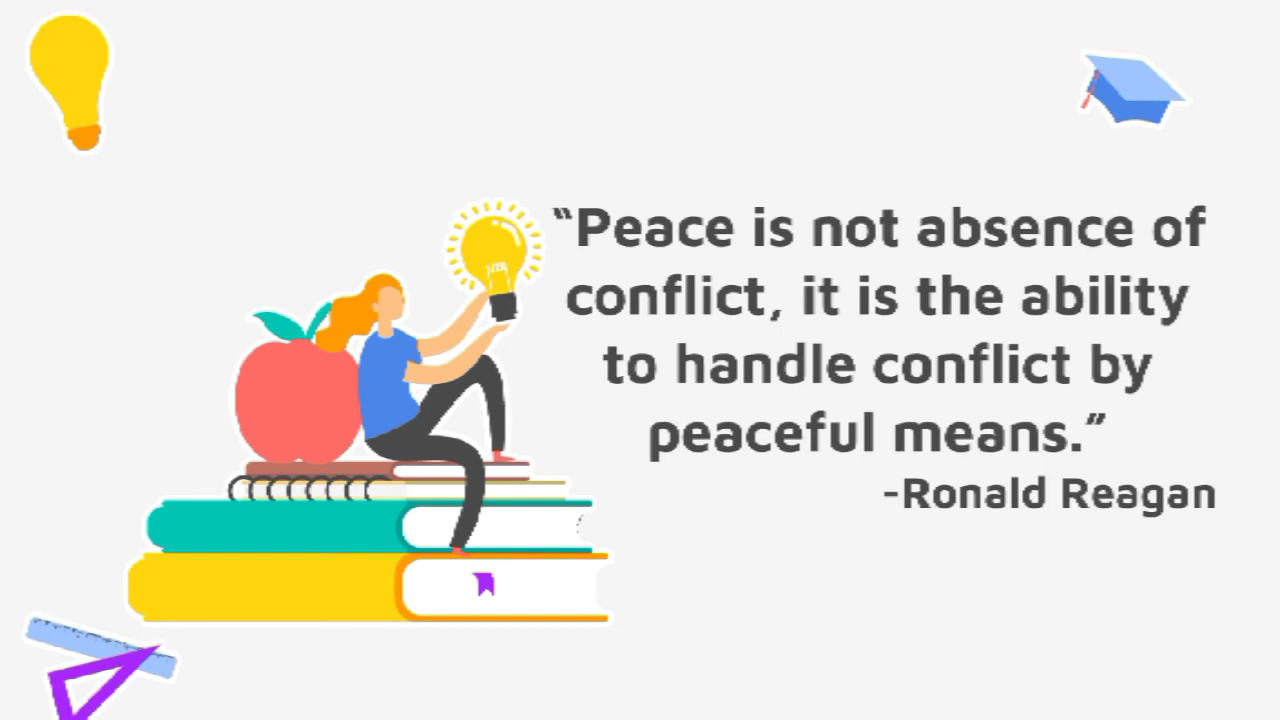 “Peace is not absence of
conflict, it is the ability
to handle conflict by
peaceful means.”
-Ronald Reagan